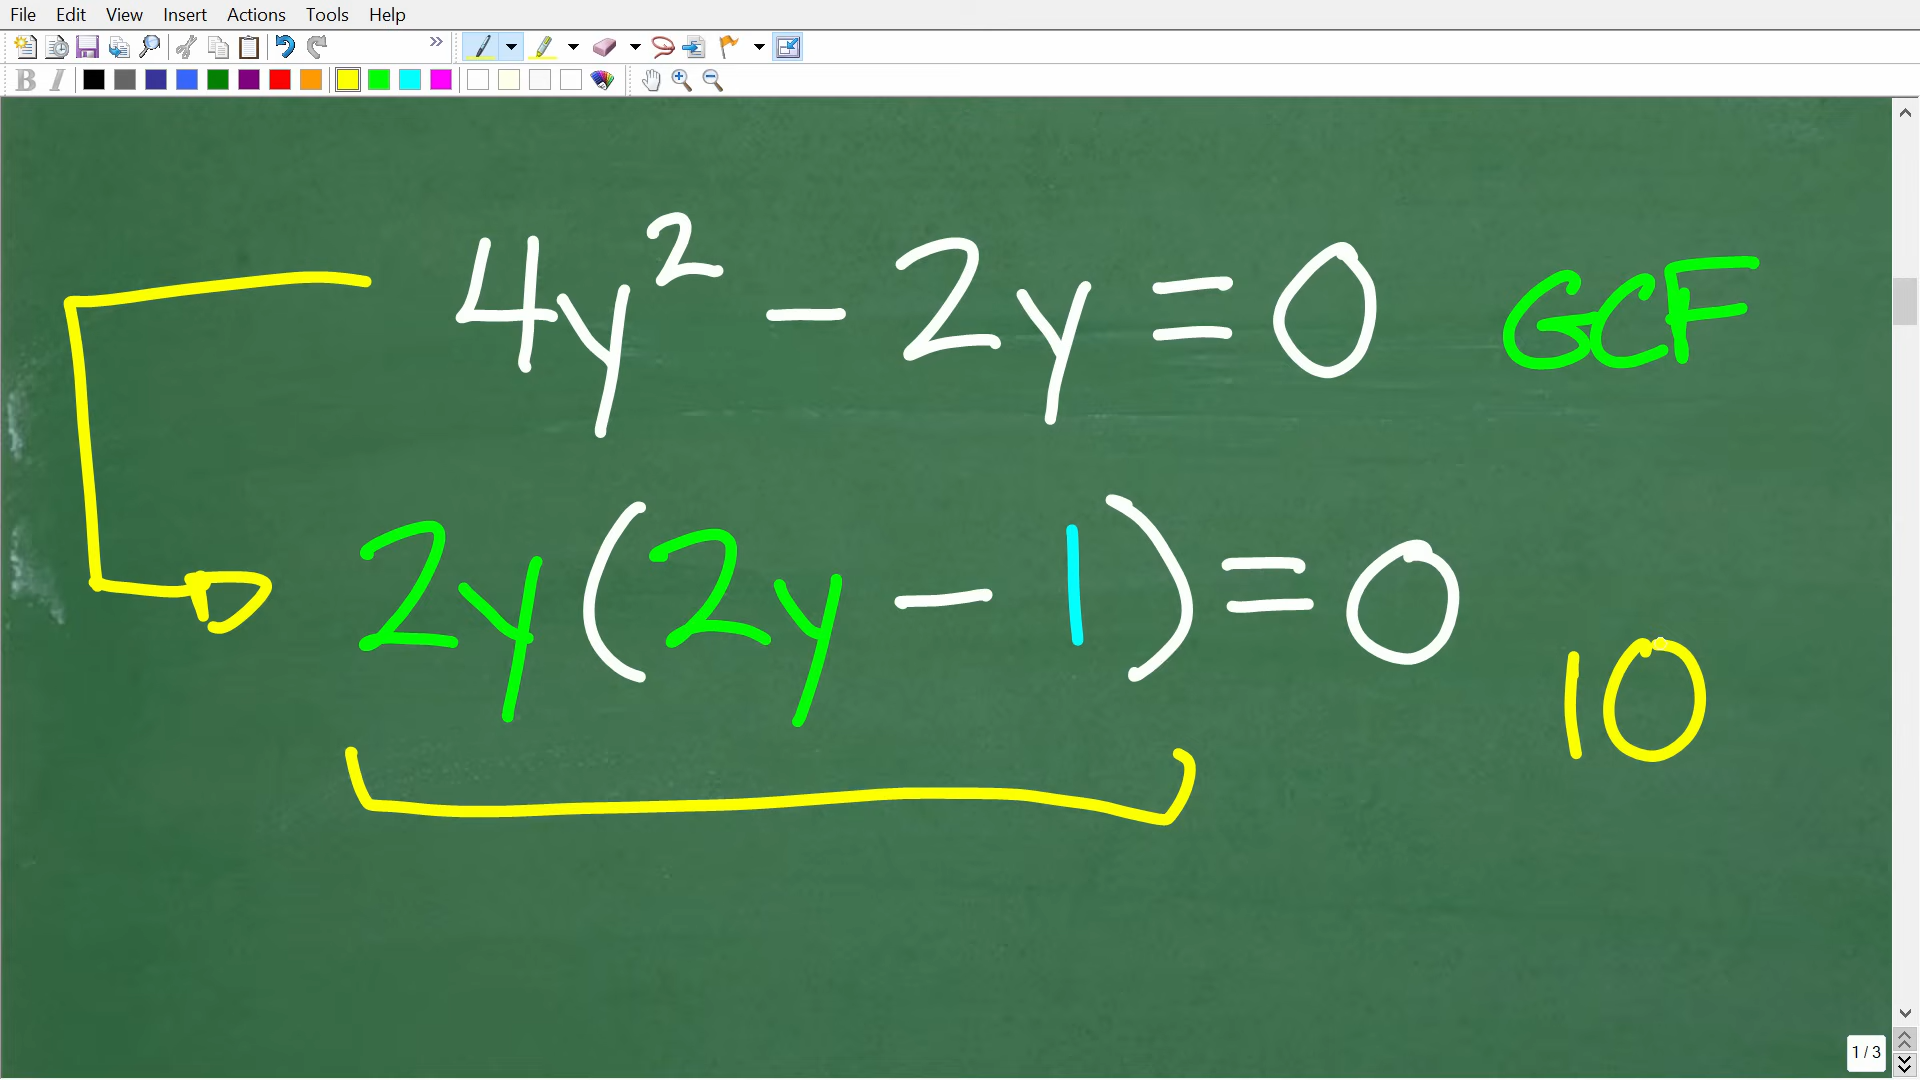 File Edit View Insert Actions Tools Help
B I
4y² – 2y = 0 GCF
2y(2y – 1) = 0
10
1 / 3